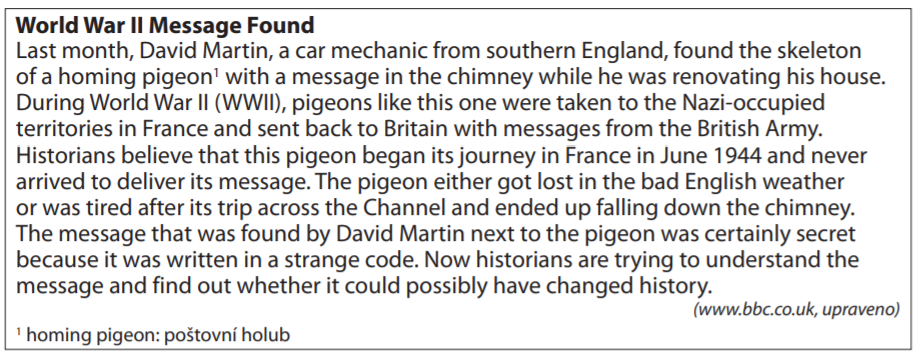 World War II Message Found
Last month, David Martin, a car mechanic from southern England, found the skeleton
of a homing pigeon¹ with a message in the chimney while he was renovating his house.
During World War II (WWII), pigeons like this one were taken to the Nazi-occupied
territories in France and sent back to Britain with messages from the British Army.
Historians believe that this pigeon began its journey in France in June 1944 and never
arrived to deliver its message. The pigeon either got lost in the bad English weather
or was tired after its trip across the Channel and ended up falling down the chimney.
The message that was found by David Martin next to the pigeon was certainly secret
because it was written in a strange code. Now historians are trying to understand the
message and find out whether it could possibly have changed history.
(www.bbc.co.uk, upraveno)
¹ homing pigeon: poštovní holub